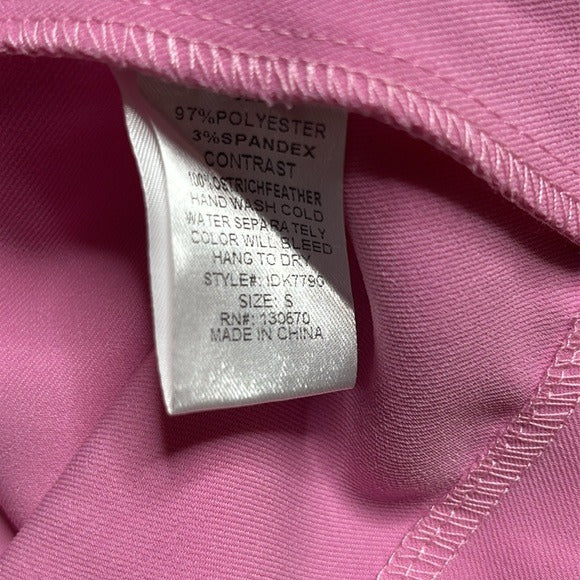 97%POLYESTER
3%SPANDEX
CONTRAST
100%OSTRICHFEATHER
HAND WASH COLD
WATER SEPARATELY
COLOR WILL BLEED
HANG TO DRY
STYLE#: IDK7790
SIZE: S
RN#: 130670
MADE IN CHINA